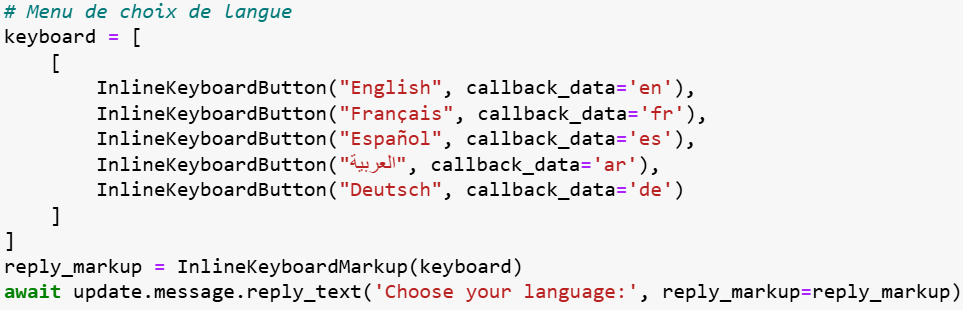 # Menu de choix de langue
keyboard = [
    [
        InlineKeyboardButton("English", callback_data='en'),
        InlineKeyboardButton("Français", callback_data='fr'),
        InlineKeyboardButton("Español", callback_data='es'),
        InlineKeyboardButton("العربية", callback_data='ar'),
        InlineKeyboardButton("Deutsch", callback_data='de')
    ]
]
reply_markup = InlineKeyboardMarkup(keyboard)
await update.message.reply_text('Choose your language:', reply_markup=reply_markup)